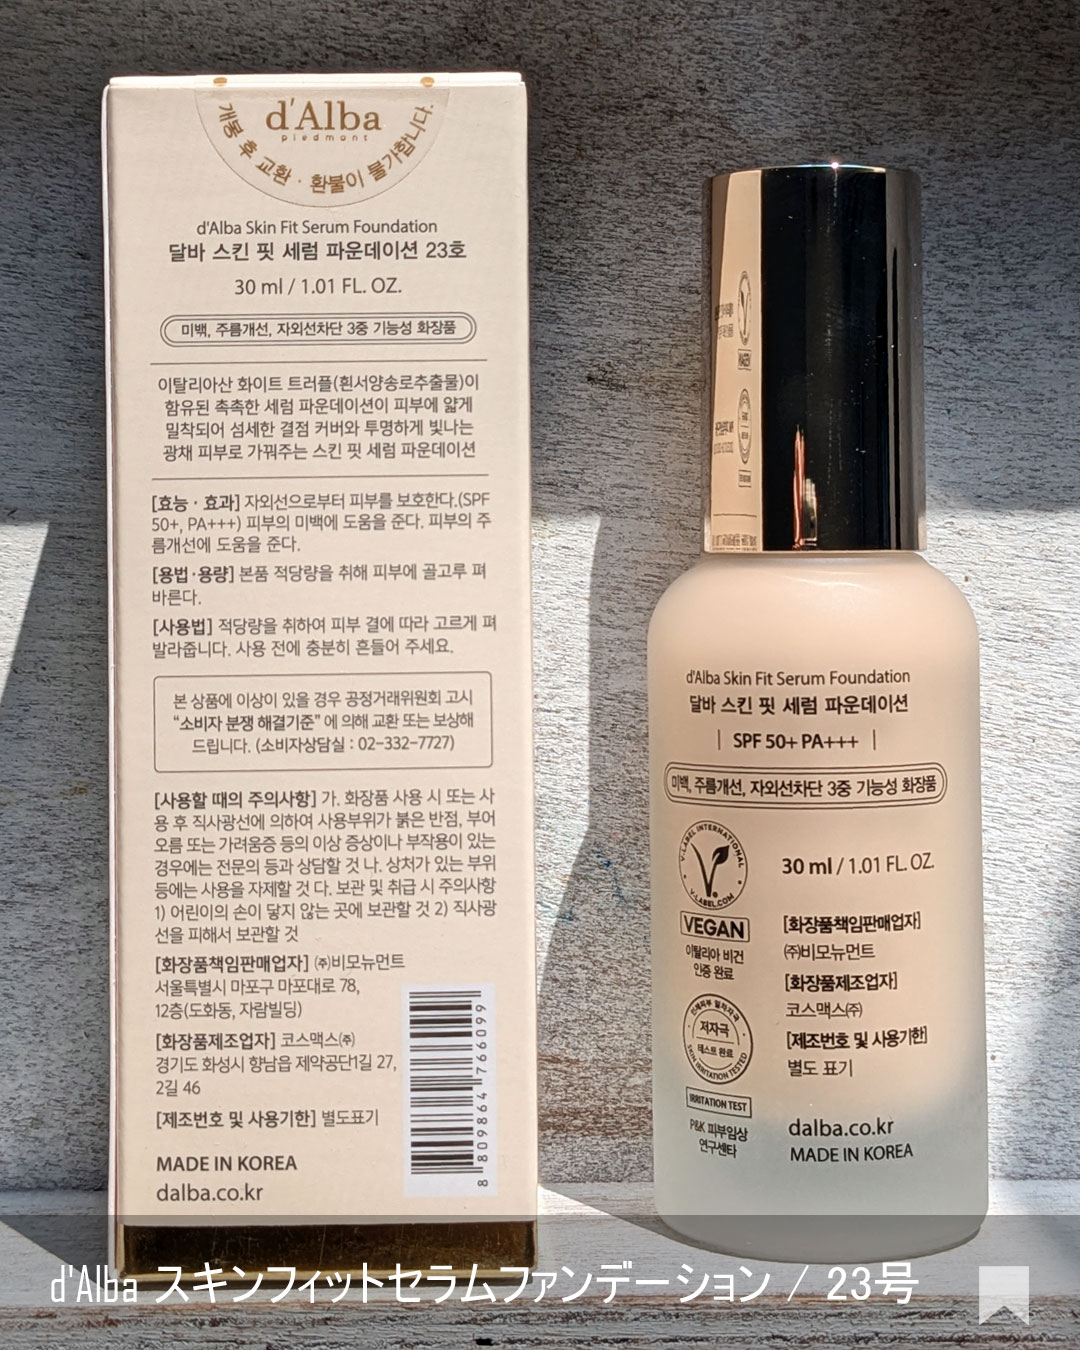 d'Alba
piedmont
개봉 후 교환 · 환불이 불가합니다.
d'Alba Skin Fit Serum Foundation
달바 스킨 핏 세럼 파운데이션 23호
30 ml / 1.01 FL. OZ.
미백, 주름개선, 자외선차단 3중 기능성 화장품
이탈리아산 화이트 트러플(흰서양송로추출물)이
함유된 촉촉한 세럼 파운데이션이 피부에 얇게
밀착되어 섬세한 결점 커버와 투명하게 빛나는
광채 피부로 가꿔주는 스킨 핏 세럼 파운데이션
[효능 · 효과] 자외선으로부터 피부를 보호한다.(SPF
50+, PA+++) 피부의 미백에 도움을 준다. 피부의 주
름개선에 도움을 준다.
[용법 · 용량] 본품 적당량을 취해 피부에 골고루 펴
바른다.
[사용법] 적당량을 취하여 피부 결에 따라 고르게 펴
발라줍니다. 사용 전에 충분히 흔들어 주세요.
본 상품에 이상이 있을 경우 공정거래위원회 고시
“소비자 분쟁 해결기준” 에 의해 교환 또는 보상해
드립니다. (소비자상담실 : 02-332-7727)
[사용할 때의 주의사항] 가. 화장품 사용 시 또는 사
용 후 직사광선에 의하여 사용부위가 붉은 반점, 부어
오름 또는 가려움증 등의 이상 증상이나 부작용이 있는
경우에는 전문의 등과 상담할 것 나. 상처가 있는 부위
등에는 사용을 자제할 것 다. 보관 및 취급 시 주의사항
1) 어린이의 손이 닿지 않는 곳에 보관할 것 2) 직사광
선을 피해서 보관할 것
[화장품책임판매업자] ㈜비모뉴먼트
서울특별시 마포구 마포대로 78,
12층(도화동, 자람빌딩)
[화장품제조업자] 코스맥스㈜
경기도 화성시 향남읍 제약공단1길 27,
2길 46
[제조번호 및 사용기한] 별도표기
MADE IN KOREA
dalba.co.kr
8 809864 766099
d'Alba Skin Fit Serum Foundation
달바 스킨 핏 세럼 파운데이션
SPF 50+ PA+++
미백, 주름개선, 자외선차단 3중 기능성 화장품
V-LABEL INTERNATIONAL
V-LABEL.COM
VEGAN
이탈리아 비건
인증 완료
30 ml / 1.01 FL. OZ.
[화장품책임판매업자]
㈜비모뉴먼트
[화장품제조업자]
코스맥스㈜
[제조번호 및 사용기한]
별도 표기
저자극
테스트 완료
SKIN IRRITATION TESTED
IRRITATION TEST
P&K 피부임상
연구센타
dalba.co.kr
MADE IN KOREA
d'Alba スキンフィットセラムファンデーション / 23号